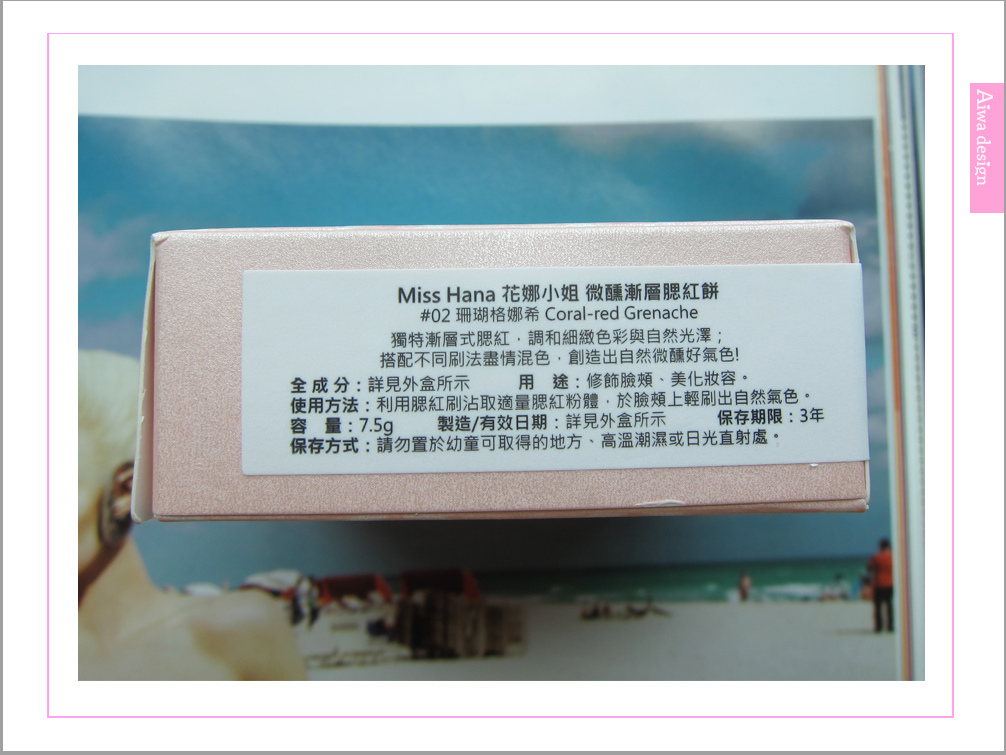 Miss Hana 花娜小姐 微醺漸層腮紅餅
#02 珊瑚格娜希 Coral-red Grenache
獨特漸層式腮紅，調和細緻色彩與自然光澤；
搭配不同刷法盡情混色，創造出自然微醺好氣色!
全成分：詳見外盒所示 用 途：修飾臉頰、美化妝容。
使用方法：利用腮紅刷沾取適量腮紅粉體，於臉頰上輕刷出自然氣色。
容 量：7.5g 製造/有效日期：詳見外盒所示 保存期限：3年
保存方式：請勿置於幼童可取得的地方、高溫潮濕或日光直射處。
Aiwa design